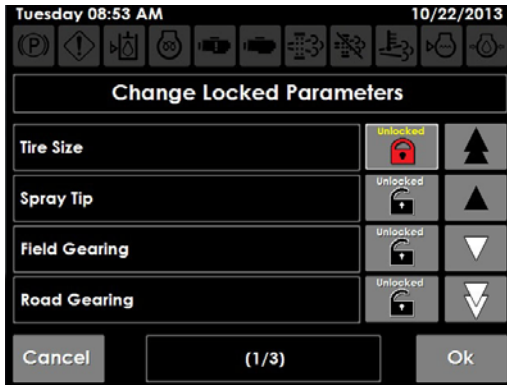 Tuesday 08:53 AM 10/22/2013
(P)
Change Locked Parameters
Tire Size Unlocked
Spray Tip Unlocked
Field Gearing Unlocked
Road Gearing Unlocked
Cancel (1/3) Ok